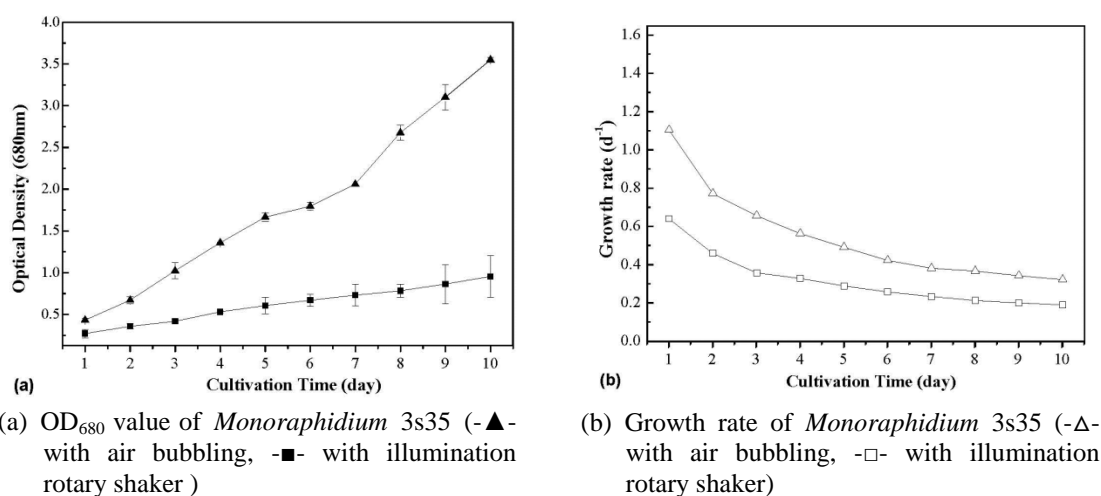 3.5
3.0
2.5
2.0
1.5
1.0
0.5
Optical Density (680nm)
1 2 3 4 5 6 7 8 9 10
(a) Cultivation Time (day)
1.6
1.4
1.2
1.0
0.8
0.6
0.4
0.2
0.0
Growth rate (d⁻¹)
1 2 3 4 5 6 7 8 9 10
(b) Cultivation Time (day)
a) OD₆₈₀ value of Monoraphidium 3s35 (-▲-
with air bubbling, -■- with illumination
rotary shaker )
(b) Growth rate of Monoraphidium 3s35 (-△-
with air bubbling, -□- with illumination
rotary shaker)